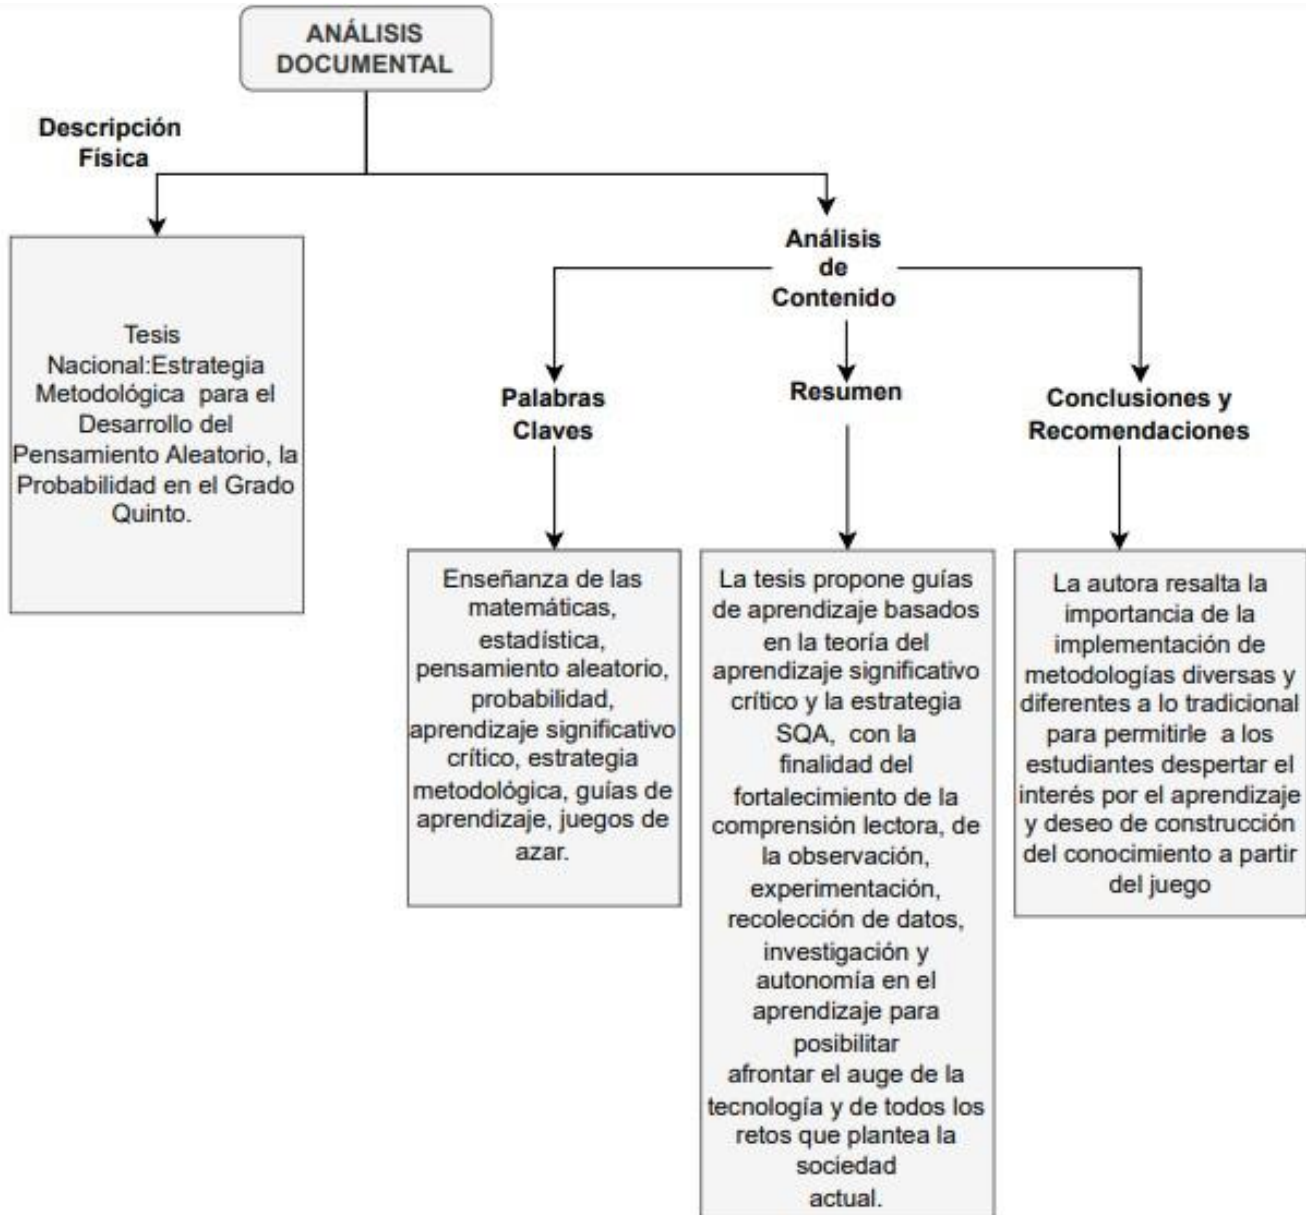 ANÁLISIS
DOCUMENTAL
Descripción
Física
Tesis
Nacional:Estrategia
Metodológica para el
Desarrollo del
Pensamiento Aleatorio, la
Probabilidad en el Grado
Quinto.
Análisis
de
Contenido
Palabras
Claves
Enseñanza de las
matemáticas,
estadística,
pensamiento aleatorio,
probabilidad,
aprendizaje significativo
crítico, estrategia
metodológica, guías de
aprendizaje, juegos de
azar.
Resumen
La tesis propone guías
de aprendizaje basados
en la teoría del
aprendizaje significativo
crítico y la estrategia
SQA, con la
finalidad del
fortalecimiento de la
comprensión lectora, de
la observación,
experimentación,
recolección de datos,
investigación y
autonomía en el
aprendizaje para
posibilitar
afrontar el auge de la
tecnología y de todos los
retos que plantea la
sociedad
actual.
Conclusiones y
Recomendaciones
La autora resalta la
importancia de la
implementación de
metodologías diversas y
diferentes a lo tradicional
para permitirle a los
estudiantes despertar el
interés por el aprendizaje
y deseo de construcción
del conocimiento a partir
del juego